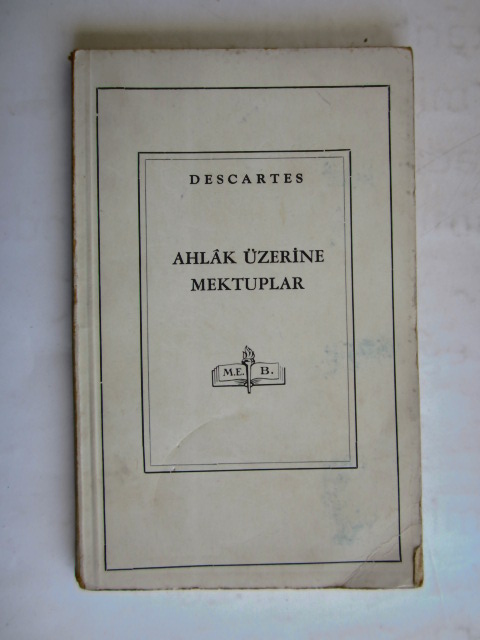 DESCARTES
AHLÂK ÜZERİNE
MEKTUPLAR
M.E. B.